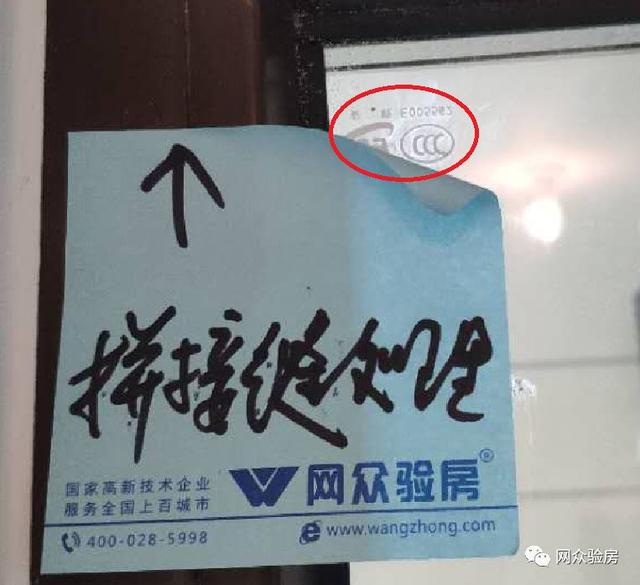 E005562
CCC
拼接缝处理
国家高新技术企业
服务全国上百城市
网众验房®
400-028-5998
www.wangzhong.com
网众验房